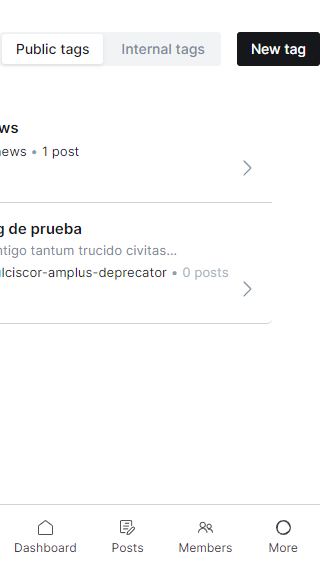 Public tags Internal tags New tag
ws
news • 1 post
g de prueba
ntigo tantum trucido civitas...
ulciscor-amplus-deprecator • 0 posts
Dashboard Posts Members More